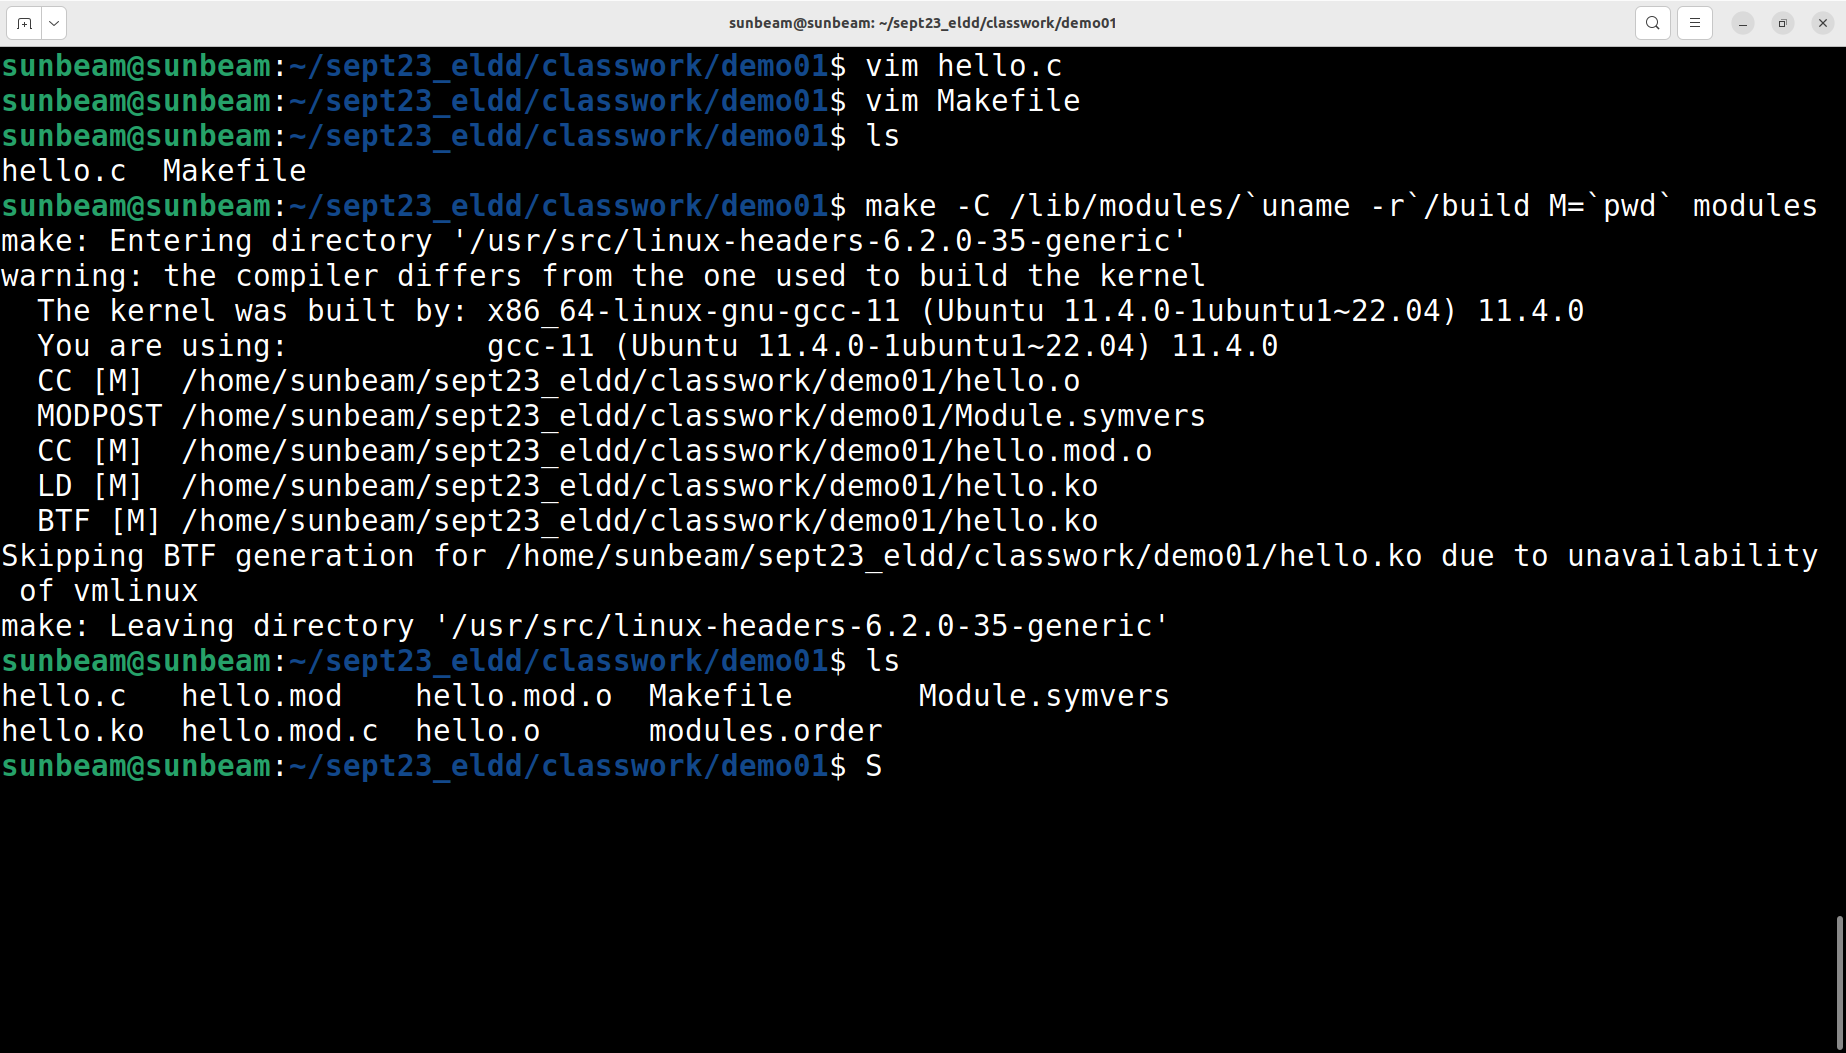 sunbeam@sunbeam: ~/sept23_eldd/classwork/demo01
sunbeam@sunbeam:~/sept23_eldd/classwork/demo01$ vim hello.c
sunbeam@sunbeam:~/sept23_eldd/classwork/demo01$ vim Makefile
sunbeam@sunbeam:~/sept23_eldd/classwork/demo01$ ls
hello.c  Makefile
sunbeam@sunbeam:~/sept23_eldd/classwork/demo01$ make -C /lib/modules/`uname -r`/build M=`pwd` modules
make: Entering directory '/usr/src/linux-headers-6.2.0-35-generic'
warning: the compiler differs from the one used to build the kernel
  The kernel was built by: x86_64-linux-gnu-gcc-11 (Ubuntu 11.4.0-1ubuntu1~22.04) 11.4.0
  You are using:           gcc-11 (Ubuntu 11.4.0-1ubuntu1~22.04) 11.4.0
  CC [M]  /home/sunbeam/sept23_eldd/classwork/demo01/hello.o
  MODPOST /home/sunbeam/sept23_eldd/classwork/demo01/Module.symvers
  CC [M]  /home/sunbeam/sept23_eldd/classwork/demo01/hello.mod.o
  LD [M]  /home/sunbeam/sept23_eldd/classwork/demo01/hello.ko
  BTF [M] /home/sunbeam/sept23_eldd/classwork/demo01/hello.ko
Skipping BTF generation for /home/sunbeam/sept23_eldd/classwork/demo01/hello.ko due to unavailability
 of vmlinux
make: Leaving directory '/usr/src/linux-headers-6.2.0-35-generic'
sunbeam@sunbeam:~/sept23_eldd/classwork/demo01$ ls
hello.c   hello.mod    hello.mod.o  Makefile       Module.symvers
hello.ko  hello.mod.c  hello.o      modules.order
sunbeam@sunbeam:~/sept23_eldd/classwork/demo01$ S